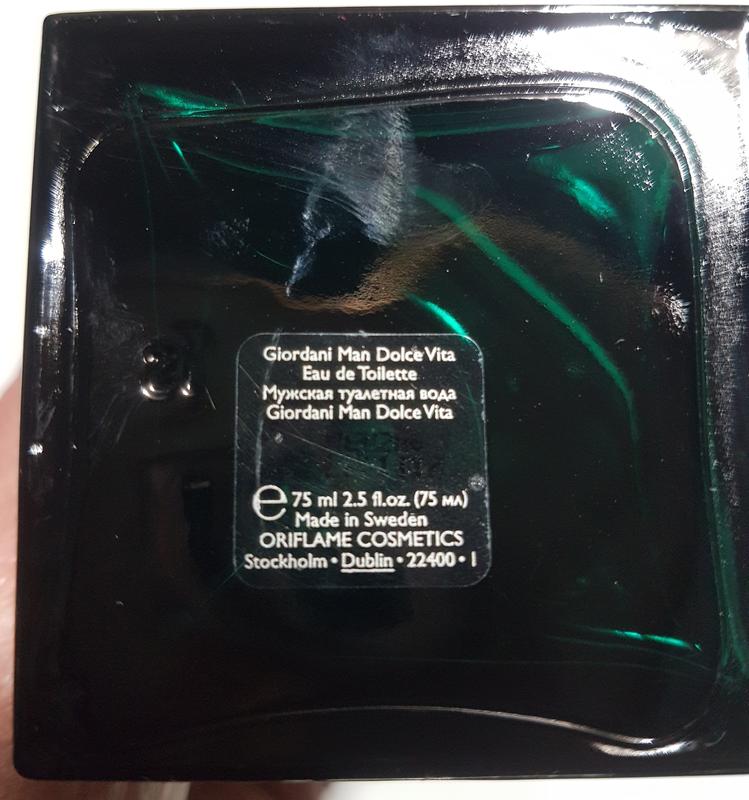 Giordani Man Dolce Vita
Eau de Toilette
Мужская туалетная вода
Giordani Man Dolce Vita
℮ 75 ml 2.5 fl.oz. (75 мл)
Made in Sweden
ORIFLAME COSMETICS
Stockholm • Dublin • 22400 • I